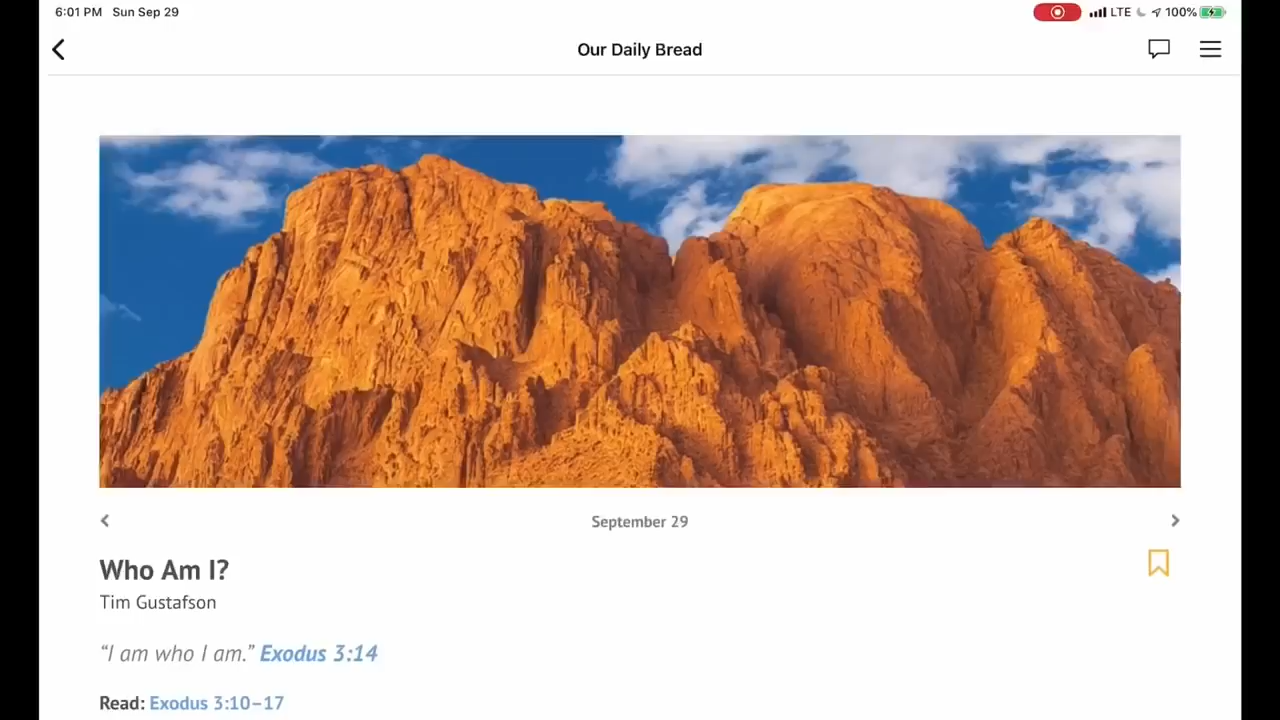 6:01 PM Sun Sep 29
LTE 100%
Our Daily Bread
September 29
Who Am I?
Tim Gustafson
“I am who I am.” Exodus 3:14
Read: Exodus 3:10–17